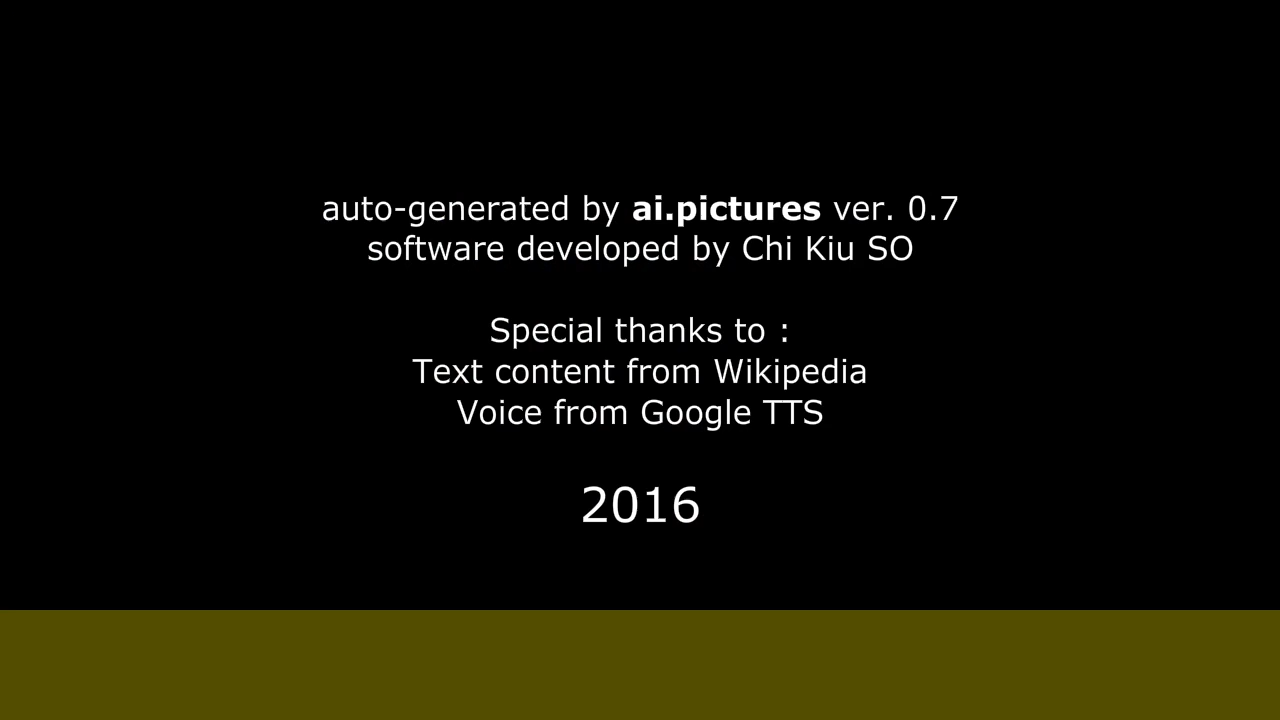 auto-generated by ai.pictures ver. 0.7
software developed by Chi Kiu SO
Special thanks to :
Text content from Wikipedia
Voice from Google TTS
2016